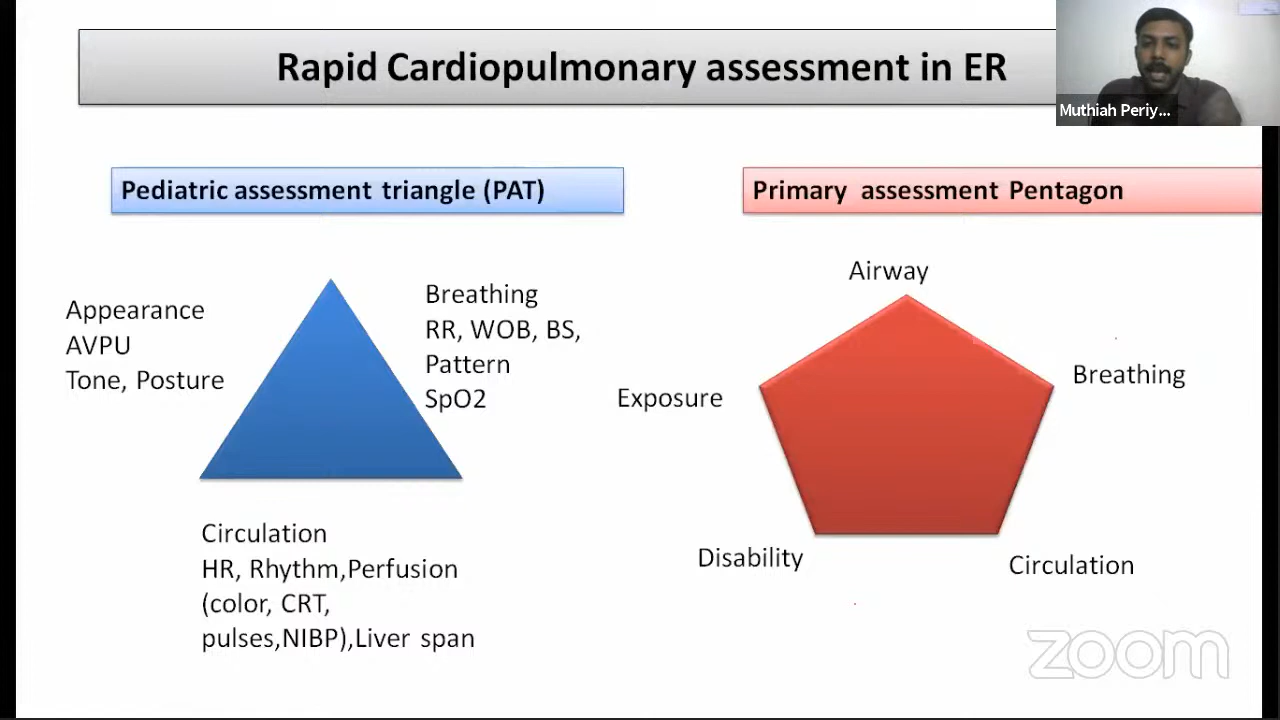 Rapid Cardiopulmonary assessment in ER
Muthiah Periy...
Pediatric assessment triangle (PAT)
Primary assessment Pentagon
Appearance
AVPU
Tone, Posture
Breathing
RR, WOB, BS,
Pattern
SpO2
Circulation
HR, Rhythm,Perfusion
(color, CRT,
pulses,NIBP),Liver span
Airway
Breathing
Exposure
Disability
Circulation
zoom